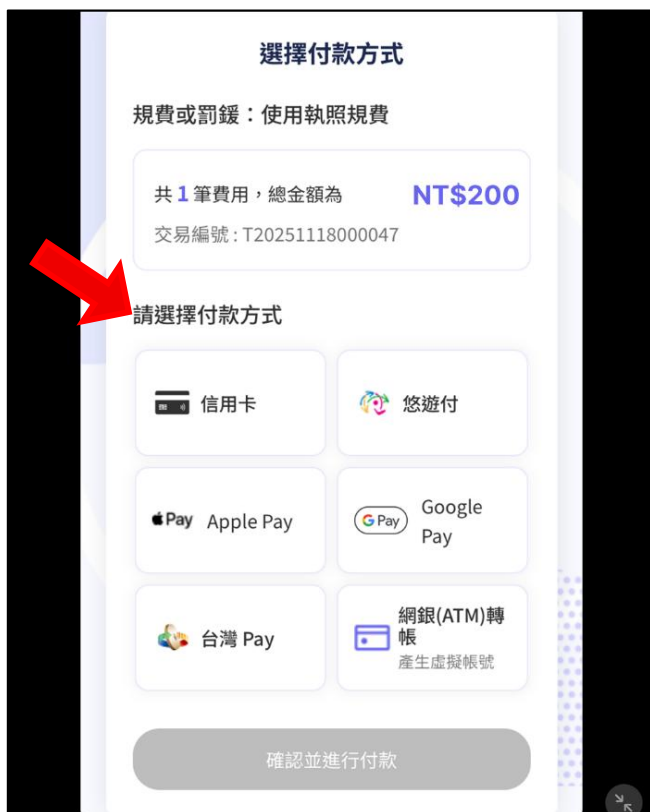 選擇付款方式
規費或罰鍰：使用執照規費
共 1 筆費用，總金額為 NT$200
交易編號 : T20251118000047
請選擇付款方式
信用卡
悠遊付
Pay Apple Pay
G Pay Google
Pay
台灣 Pay
網銀(ATM)轉
帳
產生虛擬帳號
確認並進行付款